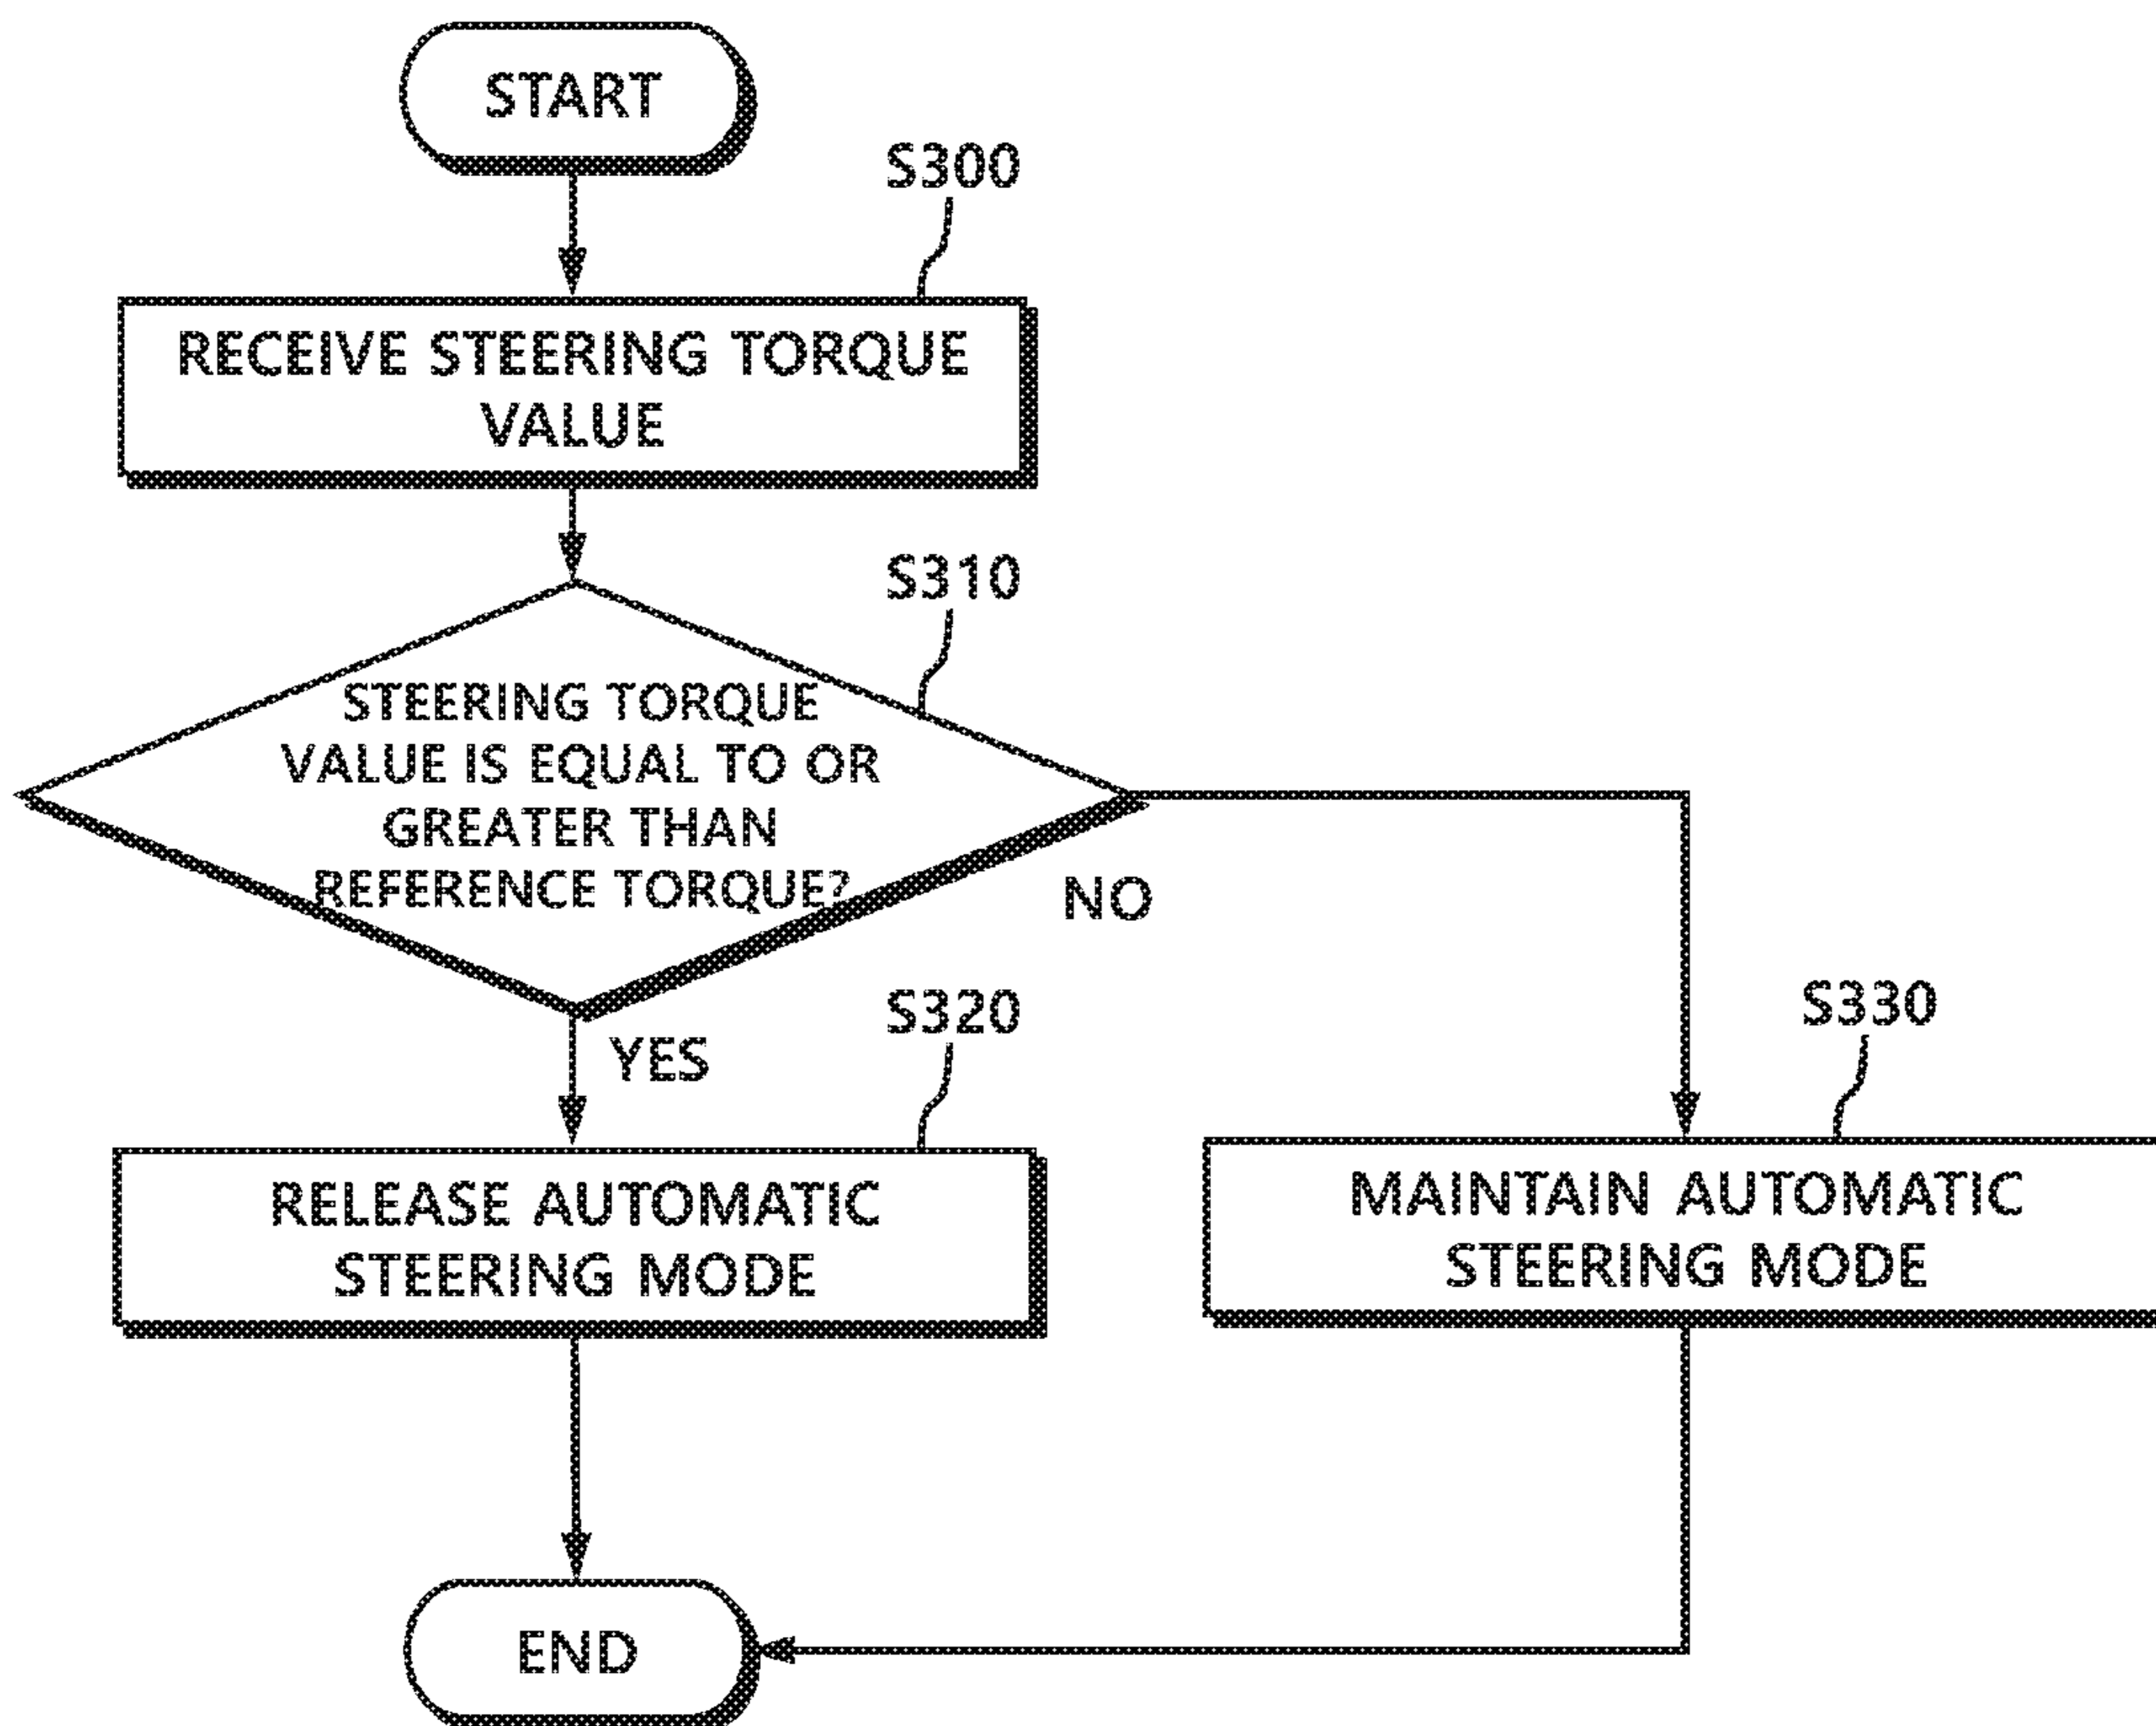 START
S300
RECEIVE STEERING TORQUE
VALUE
S310
STEERING TORQUE
VALUE IS EQUAL TO OR
GREATER THAN
REFERENCE TORQUE?
NO
YES
S320
S330
RELEASE AUTOMATIC
STEERING MODE
MAINTAIN AUTOMATIC
STEERING MODE
END